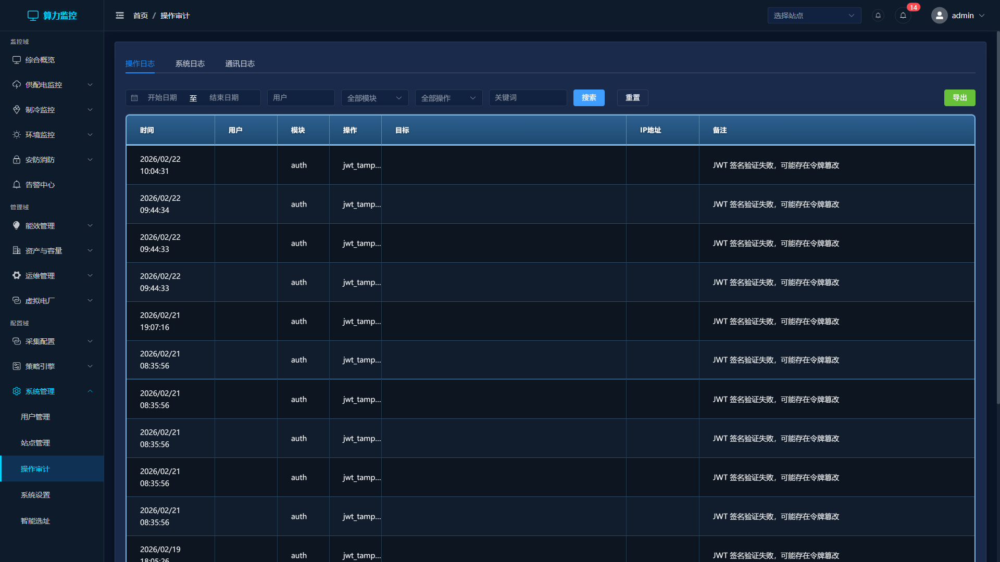 算力监控
首页 / 操作审计
选择站点
14
admin
监控域
综合概览
供配电监控
制冷监控
环境监控
安防消防
告警中心
管理域
能效管理
资产与容量
运维管理
虚拟电厂
配置域
采集配置
策略引擎
系统管理
用户管理
站点管理
操作审计
系统设置
智能选址
操作日志 系统日志 通讯日志
开始日期 至 结束日期 用户 全部模块 全部操作 关键词 搜索 重置 导出
时间 用户 模块 操作 目标 IP地址 备注
2026/02/22
10:04:31
auth jwt_tamp... JWT 签名验证失败，可能存在令牌篡改
2026/02/22
09:44:34
auth jwt_tamp... JWT 签名验证失败，可能存在令牌篡改
2026/02/22
09:44:33
auth jwt_tamp... JWT 签名验证失败，可能存在令牌篡改
2026/02/22
09:44:33
auth jwt_tamp... JWT 签名验证失败，可能存在令牌篡改
2026/02/21
19:07:16
auth jwt_tamp... JWT 签名验证失败，可能存在令牌篡改
2026/02/21
08:35:56
auth jwt_tamp... JWT 签名验证失败，可能存在令牌篡改
2026/02/21
08:35:56
auth jwt_tamp... JWT 签名验证失败，可能存在令牌篡改
2026/02/21
08:35:56
auth jwt_tamp... JWT 签名验证失败，可能存在令牌篡改
2026/02/21
08:35:56
auth jwt_tamp... JWT 签名验证失败，可能存在令牌篡改
2026/02/21
08:35:56
auth jwt_tamp... JWT 签名验证失败，可能存在令牌篡改
2026/02/19
18:05:26
auth jwt_tamp... JWT 签名验证失败，可能存在令牌篡改